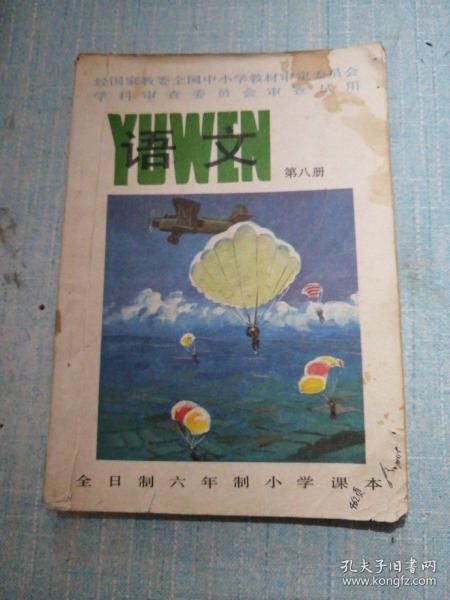 经国家教委全国中小学教材审定委员会
学科审查委员会审查试用
YUWEN
语文
第八册
全日制六年制小学课本
孔夫子旧书网
www.kongfz.com